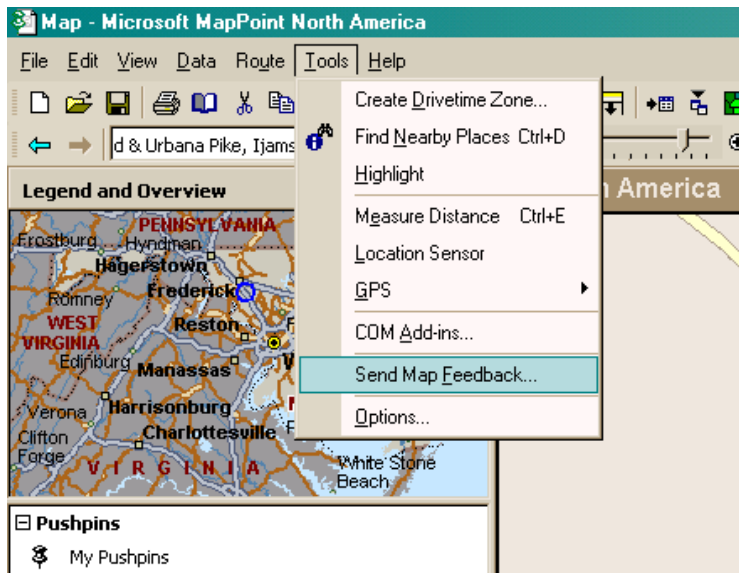 Map - Microsoft MapPoint North America
File Edit View Data Route Tools Help
d & Urbana Pike, Ijams
Create Drivetime Zone...
Find Nearby Places Ctrl+D
Highlight
Measure Distance Ctrl+E
Location Sensor
GPS
COM Add-ins...
Send Map Feedback...
Options...
America
Legend and Overview
PENNSYLVANIA
Frostburg
Hyndman
Hagerstown
Romney
Frederick
WEST
VIRGINIA
Reston
Edinburg
Manassas
Verona
Harrisonburg
Clifton
Forge
Charlottesville
VIRGINIA
White Stone
Beach
Pushpins
My Pushpins